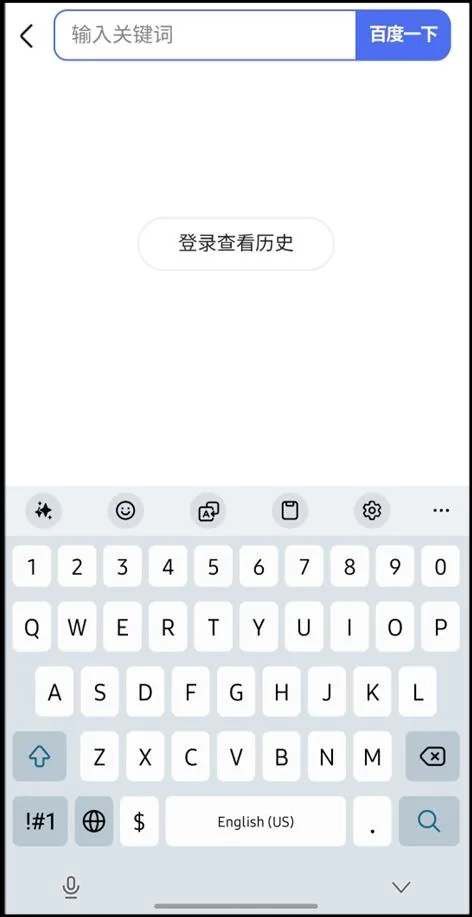 输入关键词 百度一下
登录查看历史
1 2 3 4 5 6 7 8 9 0
Q W E R T Y U I O P
A S D F G H J K L
Z X C V B N M
!#1 $ English (US) .